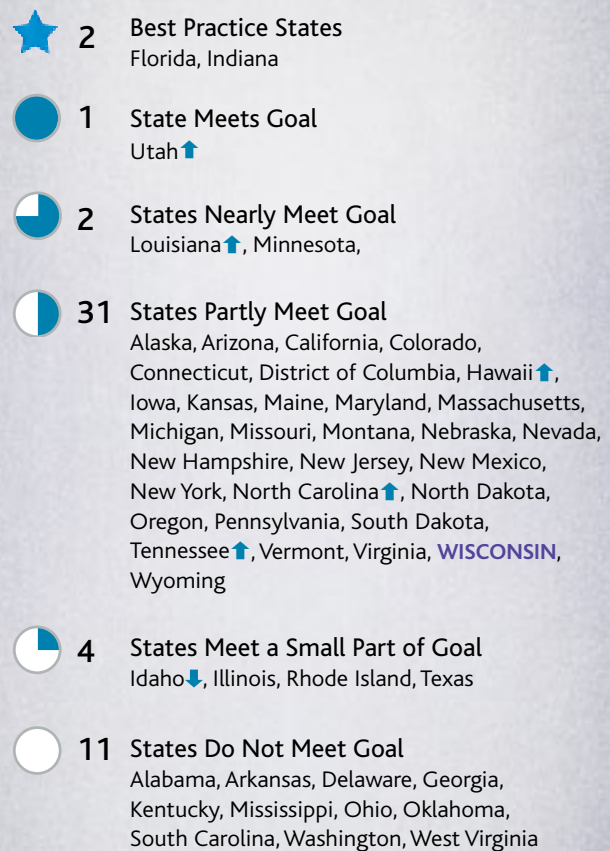 2 Best Practice States
Florida, Indiana
1 State Meets Goal
Utah⬆
2 States Nearly Meet Goal
Louisiana⬆, Minnesota,
31 States Partly Meet Goal
Alaska, Arizona, California, Colorado,
Connecticut, District of Columbia, Hawaii⬆,
Iowa, Kansas, Maine, Maryland, Massachusetts,
Michigan, Missouri, Montana, Nebraska, Nevada,
New Hampshire, New Jersey, New Mexico,
New York, North Carolina⬆, North Dakota,
Oregon, Pennsylvania, South Dakota,
Tennessee⬆, Vermont, Virginia, WISCONSIN,
Wyoming
4 States Meet a Small Part of Goal
Idaho⬇, Illinois, Rhode Island, Texas
11 States Do Not Meet Goal
Alabama, Arkansas, Delaware, Georgia,
Kentucky, Mississippi, Ohio, Oklahoma,
South Carolina, Washington, West Virginia